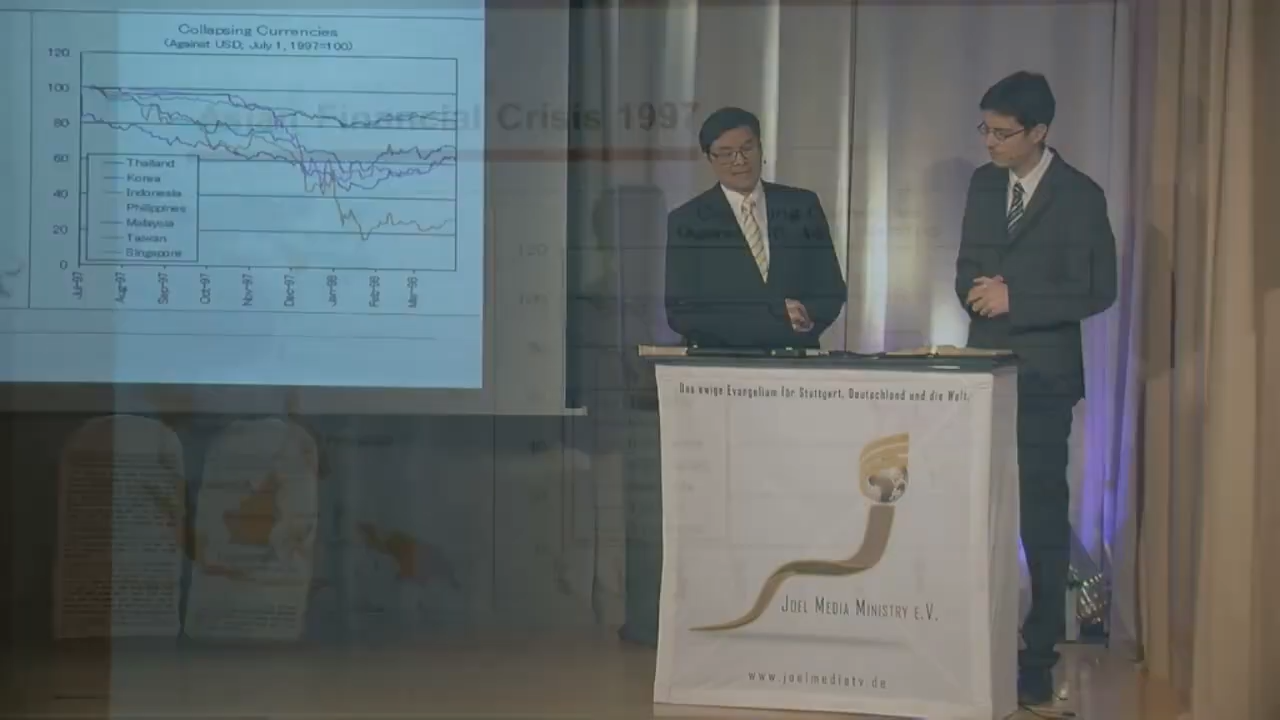 Collapsing Currencies
(Against USD, July 1, 1997=100)
120
100
80
60
40
20
0
Thailand
Korea
Indonesia
Philippines
Malaysia
Taiwan
Singapore
Jul-97
Aug-97
Sep-97
Oct-97
Nov-97
Dec-97
Jan-98
Feb-98
Mar-98
Asian Financial Crisis 1997
Das ewige Evangelium für Stuttgart, Deutschland und die Welt.
JOEL MEDIA MINISTRY e.V.
www.joelmediatv.de